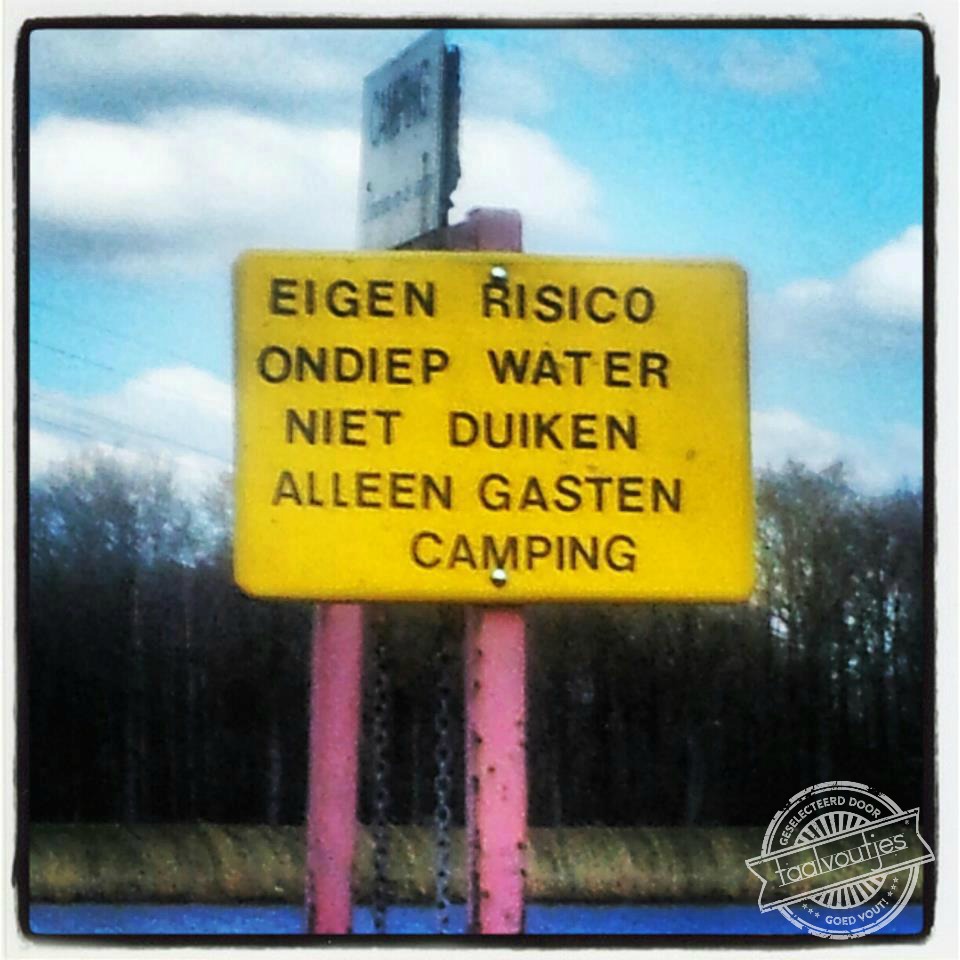 CAMPING
EIGEN RISICO
ONDIEP WATER
NIET DUIKEN
ALLEEN GASTEN
CAMPING
GESELECTEERD DOOR
taalvoutjes
GOED VOUT!